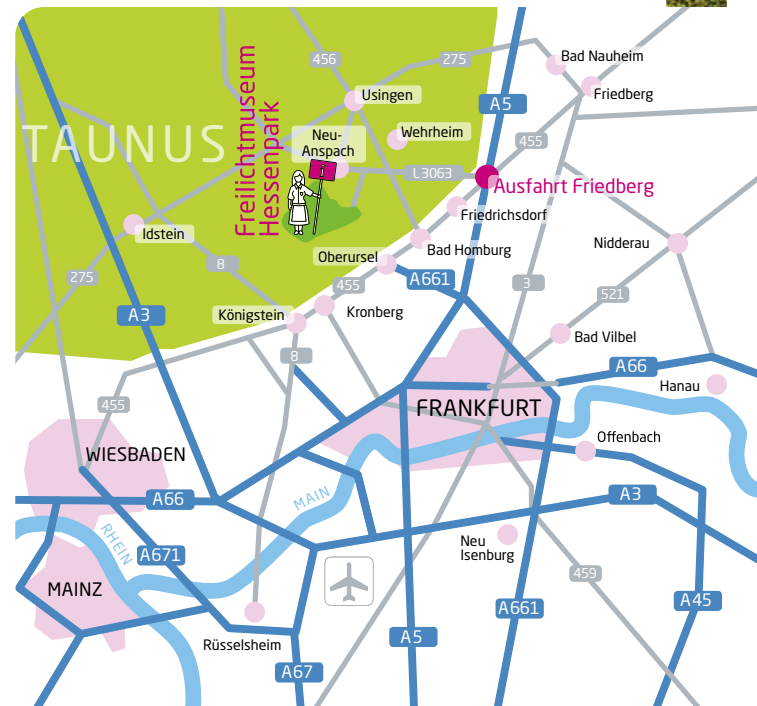 456
275
Bad Nauheim
Friedberg
Usingen
A5
TAUNUS
Freilichtmuseum
Hessenpark
Neu-
Anspach
Wehrheim
455
L3063
Ausfahrt Friedberg
Friedrichsdorf
Idstein
Nidderau
Bad Homburg
Oberursel
8
275
A661
455
3
521
A3
Königstein
Kronberg
Bad Vilbel
8
A66
Hanau
455
FRANKFURT
WIESBADEN
Offenbach
A66
MAIN
A3
RHEIN
A671
Neu
Isenburg
MAINZ
459
A661
A45
Rüsselsheim
A5
A67